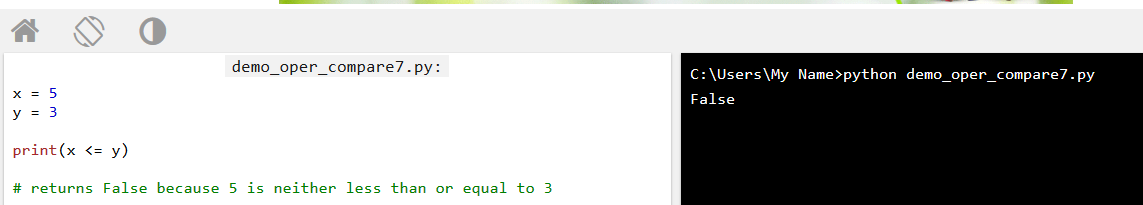 demo_oper_compare7.py:
x = 5
y = 3
print(x <= y)
# returns False because 5 is neither less than or equal to 3
C:\Users\My Name>python demo_oper_compare7.py
False